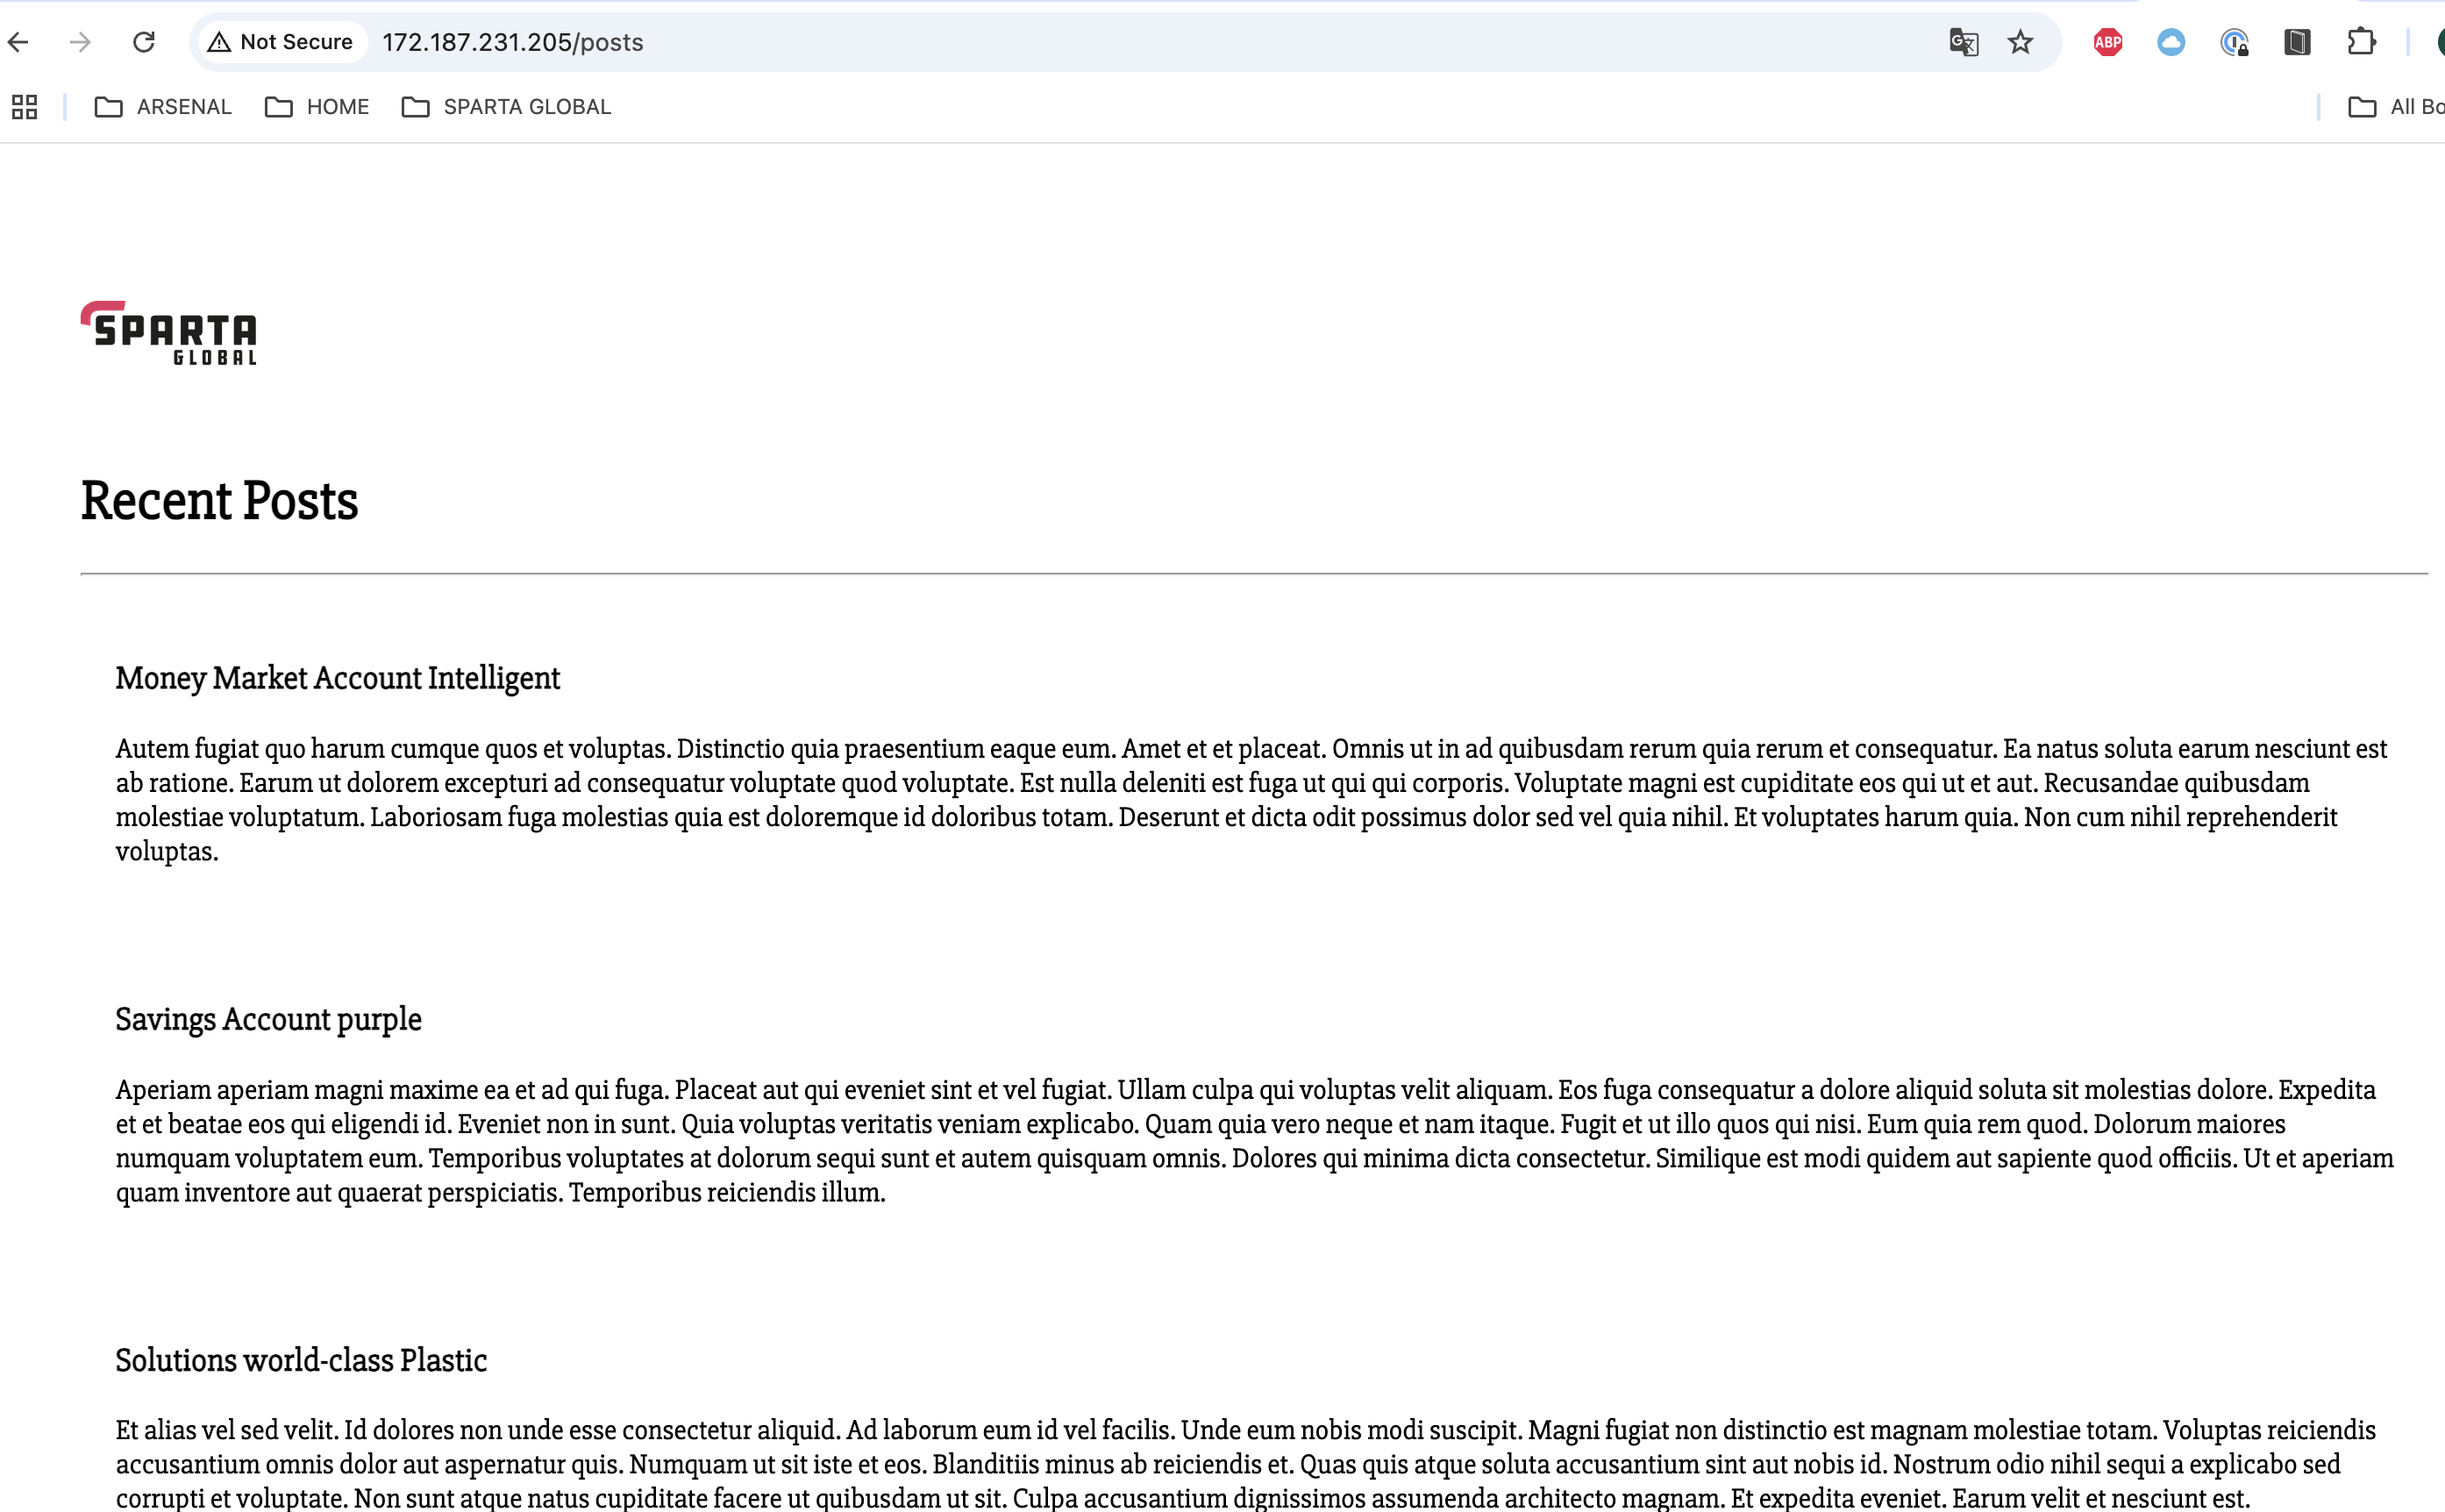 Not Secure 172.187.231.205/posts
ABP
ARSENAL HOME SPARTA GLOBAL All Bo
SPARTA
GLOBAL
Recent Posts
Money Market Account Intelligent
Autem fugiat quo harum cumque quos et voluptas. Distinctio quia praesentium eaque eum. Amet et et placeat. Omnis ut in ad quibusdam rerum quia rerum et consequatur. Ea natus soluta earum nesciunt est
ab ratione. Earum ut dolorem excepturi ad consequatur voluptate quod voluptate. Est nulla deleniti est fuga ut qui qui corporis. Voluptate magni est cupiditate eos qui ut et aut. Recusandae quibusdam
molestiae voluptatum. Laboriosam fuga molestias quia est doloremque id doloribus totam. Deserunt et dicta odit possimus dolor sed vel quia nihil. Et voluptates harum quia. Non cum nihil reprehenderit
voluptas.
Savings Account purple
Aperiam aperiam magni maxime ea et ad qui fuga. Placeat aut qui eveniet sint et vel fugiat. Ullam culpa qui voluptas velit aliquam. Eos fuga consequatur a dolore aliquid soluta sit molestias dolore. Expedita
et et beatae eos qui eligendi id. Eveniet non in sunt. Quia voluptas veritatis veniam explicabo. Quam quia vero neque et nam itaque. Fugit et ut illo quos qui nisi. Eum quia rem quod. Dolorum maiores
numquam voluptatem eum. Temporibus voluptates at dolorum sequi sunt et autem quisquam omnis. Dolores qui minima dicta consectetur. Similique est modi quidem aut sapiente quod officiis. Ut et aperiam
quam inventore aut quaerat perspiciatis. Temporibus reiciendis illum.
Solutions world-class Plastic
Et alias vel sed velit. Id dolores non unde esse consectetur aliquid. Ad laborum eum id vel facilis. Unde eum nobis modi suscipit. Magni fugiat non distinctio est magnam molestiae totam. Voluptas reiciendis
accusantium omnis dolor aut aspernatur quis. Numquam ut sit iste et eos. Blanditiis minus ab reiciendis et. Quas quis atque soluta accusantium sint aut nobis id. Nostrum odio nihil sequi a explicabo sed
corrupti et voluptate. Non sunt atque natus cupiditate facere ut quibusdam ut sit. Culpa accusantium dignissimos assumenda architecto magnam. Et expedita eveniet. Earum velit et nesciunt est.